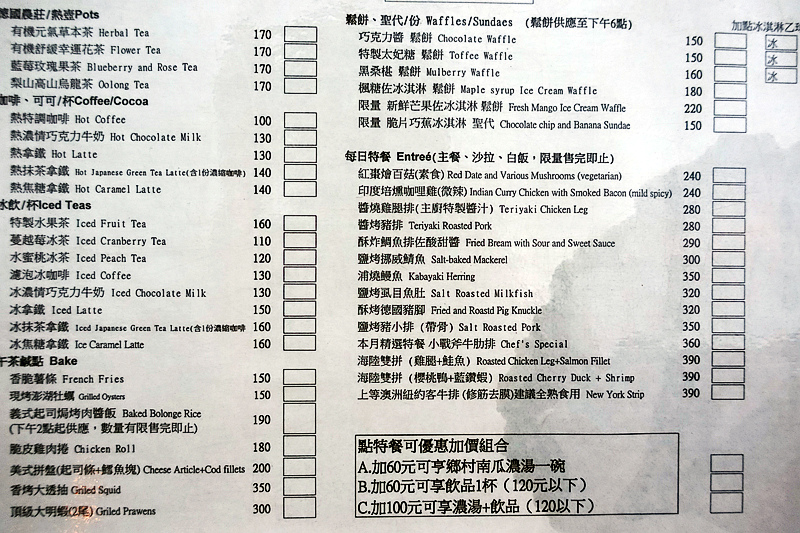 德國農莊/熱壺Pots
有機元氣草本茶 Herbal Tea 170
有機舒緩幸運花茶 Flower Tea 170
藍莓玫瑰果茶 Blueberry and Rose Tea 170
梨山高山烏龍茶 Oolong Tea 170
咖啡、可可/杯Coffee/Cocoa
熱特調咖啡 Hot Coffee 100
熱濃情巧克力牛奶 Hot Chocolate Milk 130
熱拿鐵 Hot Latte 130
熱抹茶拿鐵 Hot Japanese Green Tea Latte(含1份濃縮咖啡) 140
熱焦糖拿鐵 Hot Caramel Latte 140
冰飲/杯Iced Teas
特製水果茶 Iced Fruit Tea 160
蔓越莓冰茶 Iced Cranberry Tea 110
水蜜桃冰茶 Iced Peach Tea 120
濾泡冰咖啡 Iced Coffee 130
冰濃情巧克力牛奶 Iced Chocolate Milk 130
冰拿鐵 Iced Latte 150
冰抹茶拿鐵 Iced Japanese Green Tea Latte(含1份濃縮咖啡 160
冰焦糖拿鐵 Ice Caramel Latte 160
午茶鹹點 Bake
香脆薯條 French Fries 150
現烤澎湖牡蠣 Grilled Oysters 150
義式起司焗烤肉醬飯 Baked Bolonge Rice 190
(下午2點起供應，數量有限售完即止)
脆皮雞肉捲 Chicken Roll 180
美式拼盤(起司條+鱈魚塊) Cheese Article+Cod fillets 200
香烤大透抽 Griled Squid 350
頂級大明蝦(2尾) Griled Prawens 300
鬆餅、聖代/份 Waffles/Sundaes (鬆餅供應至下午6點)
加點冰淇淋乙球
巧克力醬 鬆餅 Chocolate Waffle 150 冰
特製太妃糖 鬆餅 Toffee Waffle 150 冰
黑桑椹 鬆餅 Mulberry Waffle 160 冰
楓糖佐冰淇淋 鬆餅 Maple syrup Ice Cream Waffle 180
限量 新鮮芒果佐冰淇淋 鬆餅 Fresh Mango Ice Cream Waffle 220
限量 脆片巧蕉冰淇淋 聖代 Chocolate chip and Banana Sundae 150
每日特餐 Entreé(主餐、沙拉、白飯，限量售完即止)
紅棗燴百菇(素食) Red Date and Various Mushrooms (vegetarian) 240
印度培燻咖哩雞(微辣) Indian Curry Chicken with Smoked Bacon (mild spicy) 240
醬燒雞腿排(主廚特製醬汁) Teriyaki Chicken Leg 280
醬烤豬排 Teriyaki Roasted Pork 280
酥炸鯛魚排佐酸甜醬 Fried Bream with Sour and Sweet Sauce 290
鹽烤挪威鯖魚 Salt-baked Mackerel 300
浦燒鰻魚 Kabayaki Herring 350
鹽烤虱目魚肚 Salt Roasted Milkfish 320
酥烤德國豬腳 Fried and Roastd Pig Knuckle 320
鹽烤豬小排 (帶骨) Salt Roasted Pork 350
本月精選特餐 小戰斧牛肋排 Chef's Special 360
海陸雙拼 (雞腿+鮭魚) Roasted Chicken Leg+Salmon Fillet 390
海陸雙拼 (櫻桃鴨+藍鑽蝦) Roasted Cherry Duck + Shrimp 390
上等澳洲紐約客牛排 (修筋去膜)建議全熟食用 New York Strip 390
點特餐可優惠加價組合
A.加60元可享鄉村南瓜濃湯一碗
B.加60元可享飲品1杯（120元以下）
C.加100元可享濃湯+飲品（120元以下）